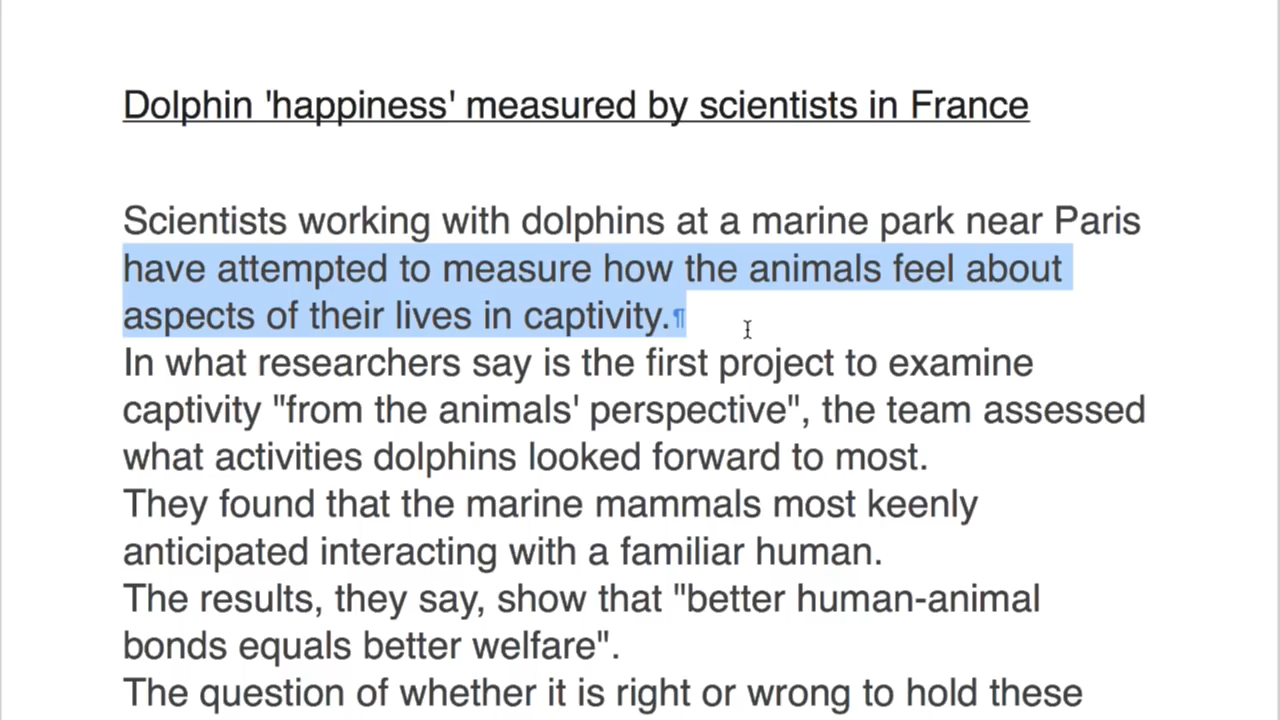 Dolphin 'happiness' measured by scientists in France
Scientists working with dolphins at a marine park near Paris
have attempted to measure how the animals feel about
aspects of their lives in captivity.¶
In what researchers say is the first project to examine
captivity "from the animals' perspective", the team assessed
what activities dolphins looked forward to most.
They found that the marine mammals most keenly
anticipated interacting with a familiar human.
The results, they say, show that "better human-animal
bonds equals better welfare".
The question of whether it is right or wrong to hold these